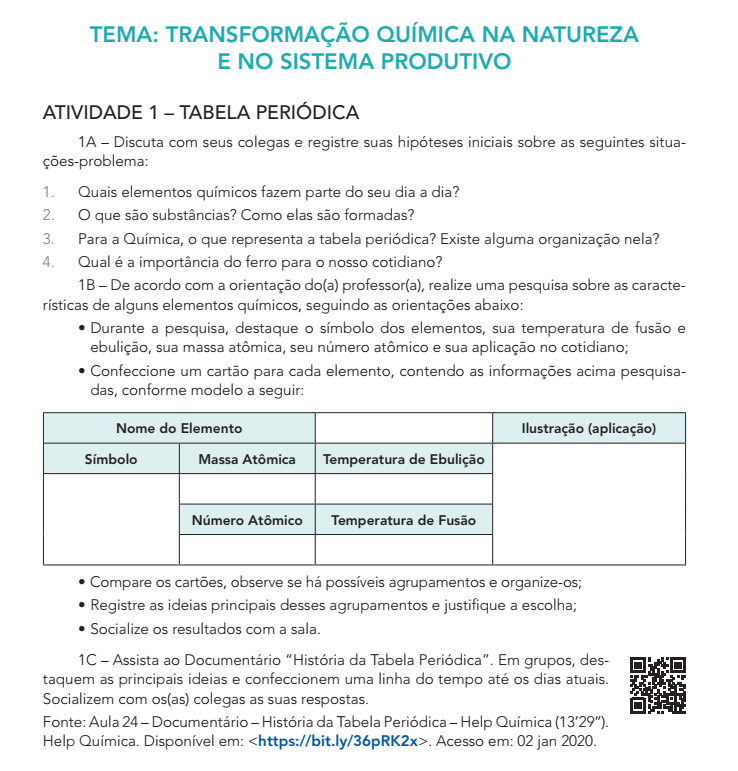 TEMA: TRANSFORMAÇÃO QUÍMICA NA NATUREZA
E NO SISTEMA PRODUTIVO
ATIVIDADE 1 – TABELA PERIÓDICA
1A – Discuta com seus colegas e registre suas hipóteses iniciais sobre as seguintes situa-
ções-problema:
1. Quais elementos químicos fazem parte do seu dia a dia?
2. O que são substâncias? Como elas são formadas?
3. Para a Química, o que representa a tabela periódica? Existe alguma organização nela?
4. Qual é a importância do ferro para o nosso cotidiano?
1B – De acordo com a orientação do(a) professor(a), realize uma pesquisa sobre as caracte-
rísticas de alguns elementos químicos, seguindo as orientações abaixo:
• Durante a pesquisa, destaque o símbolo dos elementos, sua temperatura de fusão e
ebulição, sua massa atômica, seu número atômico e sua aplicação no cotidiano;
• Confeccione um cartão para cada elemento, contendo as informações acima pesquisa-
das, conforme modelo a seguir:
Nome do Elemento Ilustração (aplicação)
Símbolo Massa Atômica Temperatura de Ebulição
Número Atômico Temperatura de Fusão
• Compare os cartões, observe se há possíveis agrupamentos e organize-os;
• Registre as ideias principais desses agrupamentos e justifique a escolha;
• Socialize os resultados com a sala.
1C – Assista ao Documentário “História da Tabela Periódica”. Em grupos, des-
taquem as principais ideias e confeccionem uma linha do tempo até os dias atuais.
Socializem com os(as) colegas as suas respostas.
Fonte: Aula 24 – Documentário – História da Tabela Periódica – Help Química (13’29”).
Help Química. Disponível em: <https://bit.ly/36pRK2x>. Acesso em: 02 jan 2020.